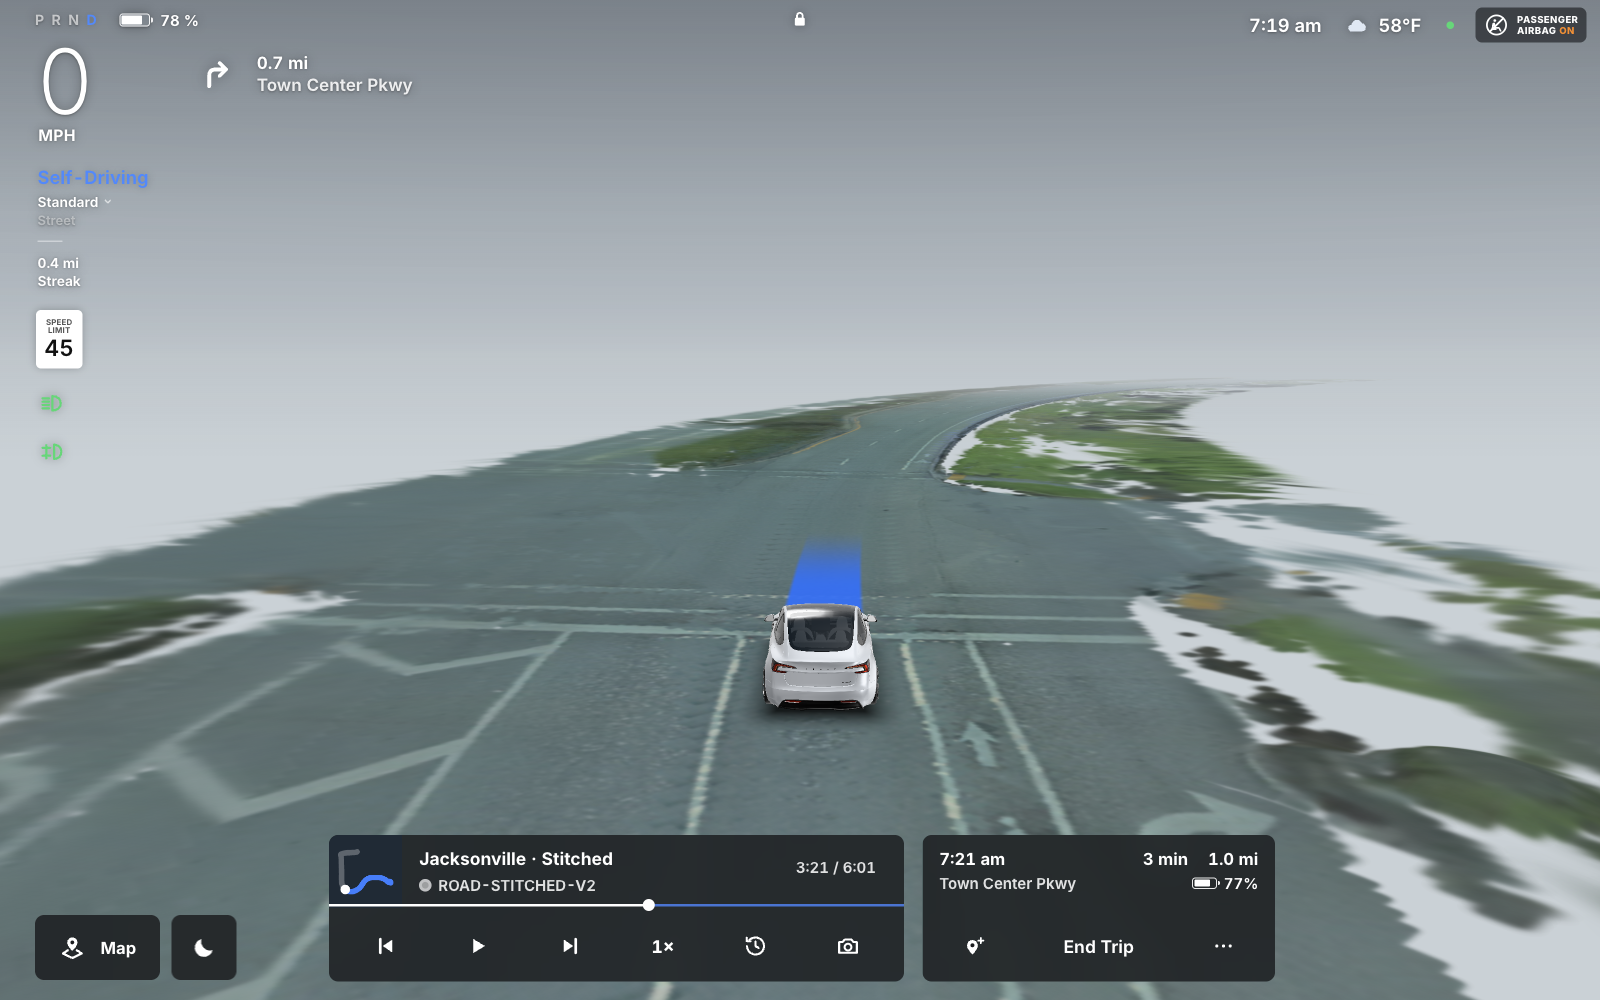 P R N D
78 %
7:19 am
58°F
PASSENGER
AIRBAG ON
0
MPH
0.7 mi
Town Center Pkwy
Self-Driving
Standard
Street
0.4 mi
Streak
SPEED
LIMIT
45
Jacksonville · Stitched
ROAD-STITCHED-V2
3:21 / 6:01
1×
7:21 am
3 min
1.0 mi
Town Center Pkwy
77%
End Trip
Map